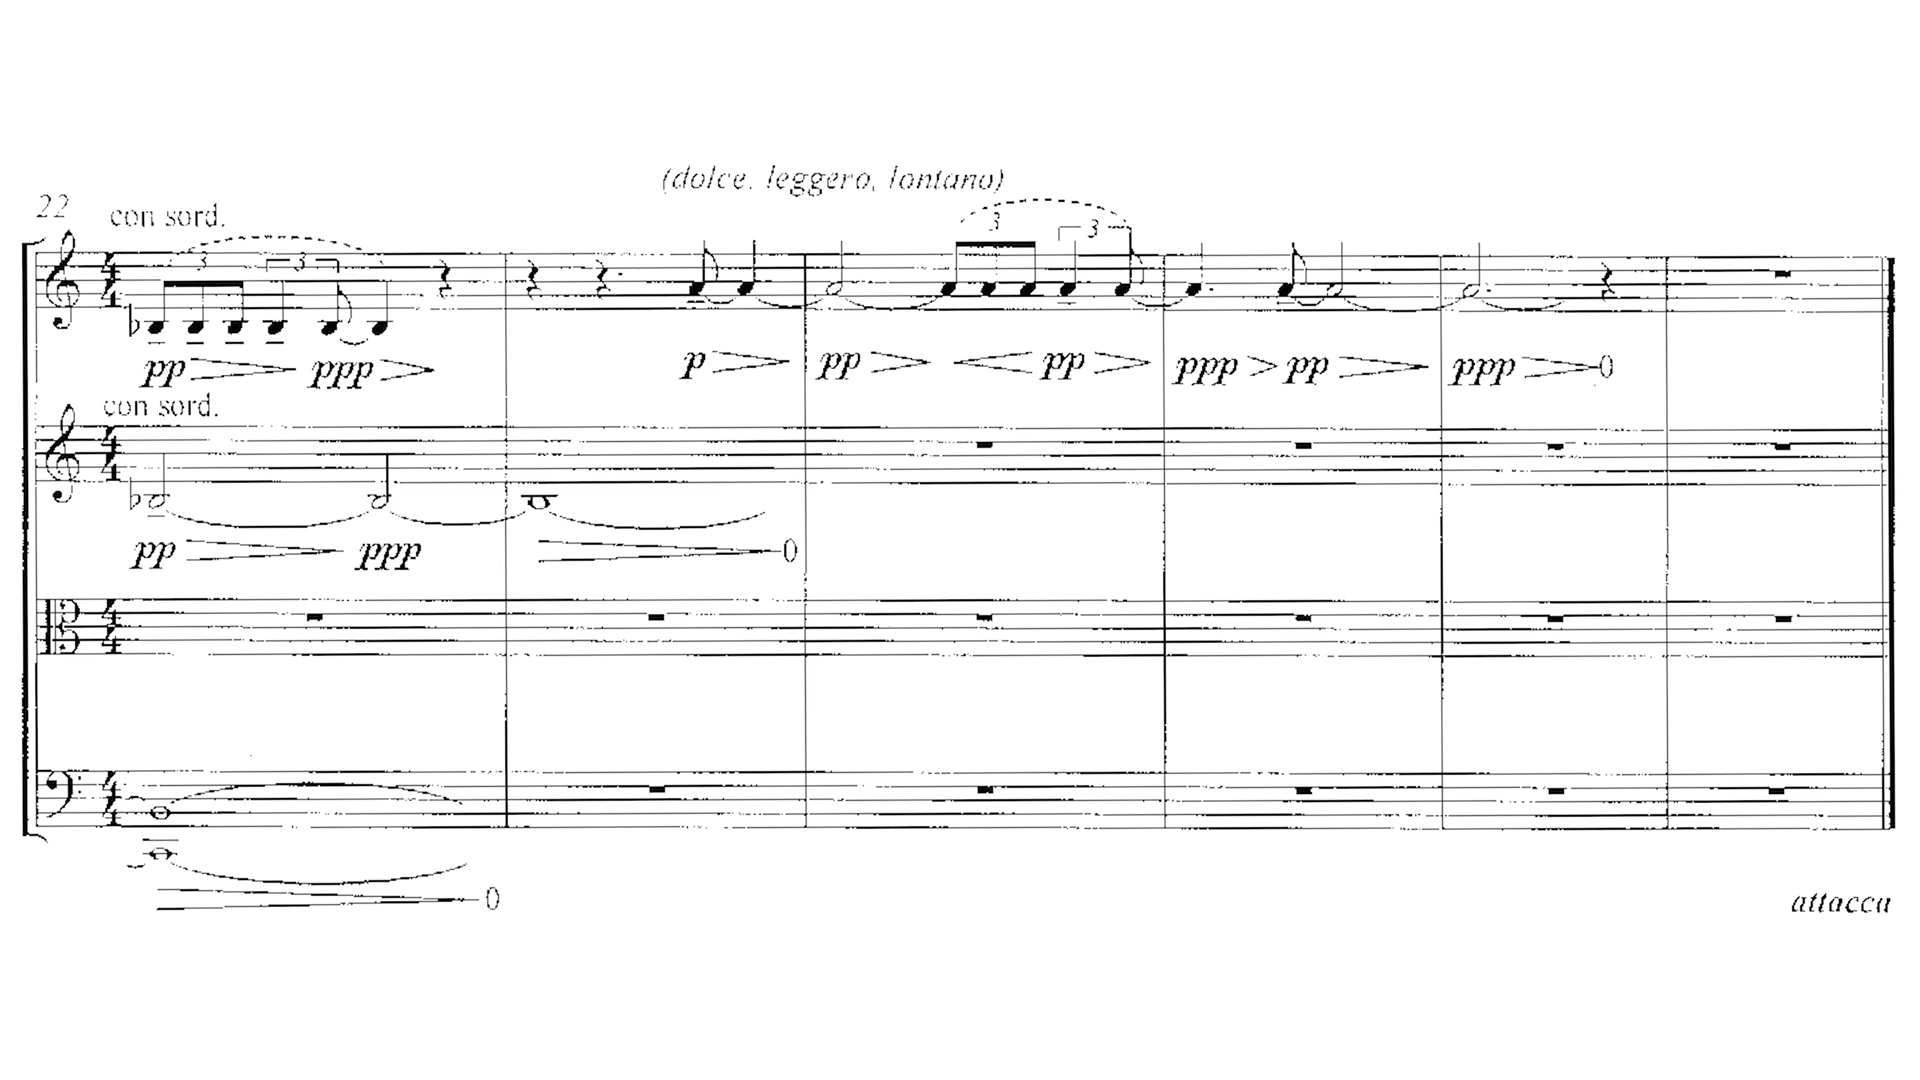 (dolce, leggero, lontano)
22
con sord.
3
3
3
3
pp
ppp
p
pp
pp
ppp
pp
ppp
0
con sord.
pp
ppp
0
0
attacca